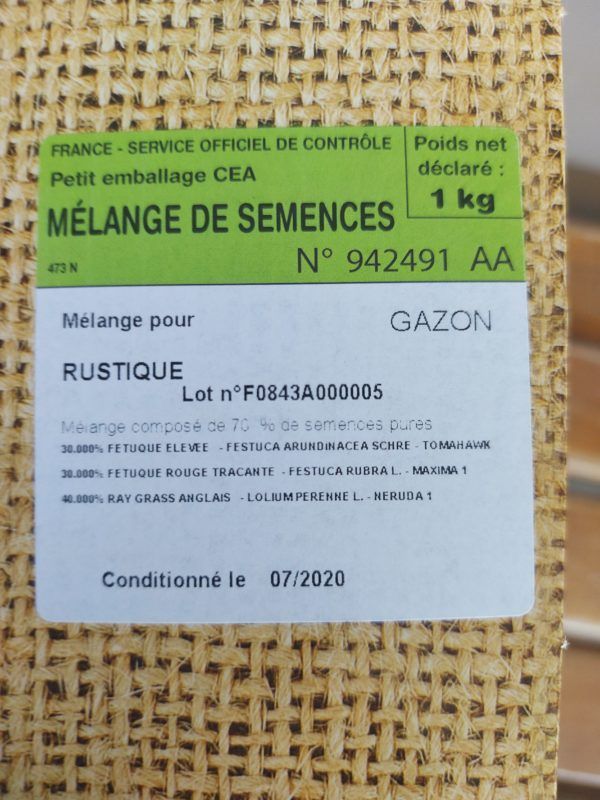 FRANCE - SERVICE OFFICIEL DE CONTRÔLE
Petit emballage CEA
Poids net
déclaré :
1 kg
MÉLANGE DE SEMENCES
473 N
N° 942491 AA
Mélange pour GAZON
RUSTIQUE
Lot n°F0843A000005
Mélange composé de 70 % de semences pures
30.000% FETUQUE ELEVEE - FESTUCA ARUNDINACEA SCHRE - TOMAHAWK
30.000% FETUQUE ROUGE TRACANTE - FESTUCA RUBRA L. - MAXIMA 1
40.000% RAY GRASS ANGLAIS - LOLIUM PERENNE L. - NERUDA 1
Conditionné le 07/2020